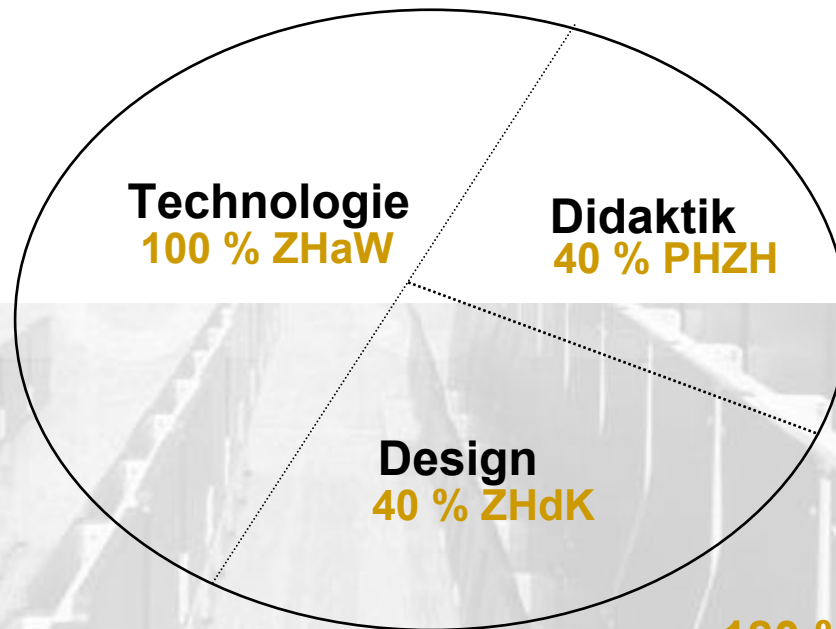 Technologie
100 % ZHaW
Didaktik
40 % PHZH
Design
40 % ZHdK